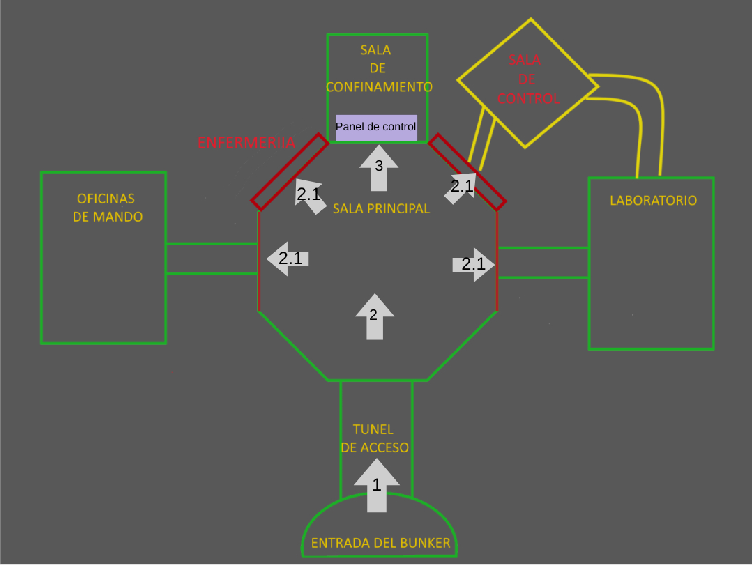 SALA
DE
CONFINAMIENTO
Panel de control
SALA
DE
CONTROL
ENFERMERIA
3
2.1
2.1
OFICINAS
DE MANDO
SALA PRINCIPAL
LABORATORIO
2.1
2.1
2
TUNEL
DE ACCESO
1
ENTRADA DEL BUNKER